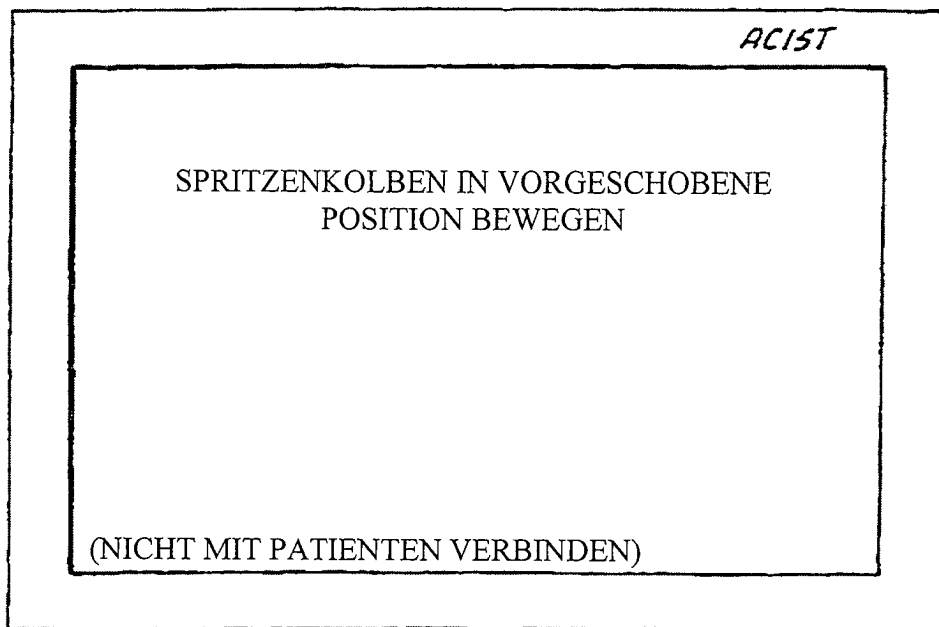 ACIST
SPRITZENKOLBEN IN VORGESCHOBENE
POSITION BEWEGEN
(NICHT MIT PATIENTEN VERBINDEN)